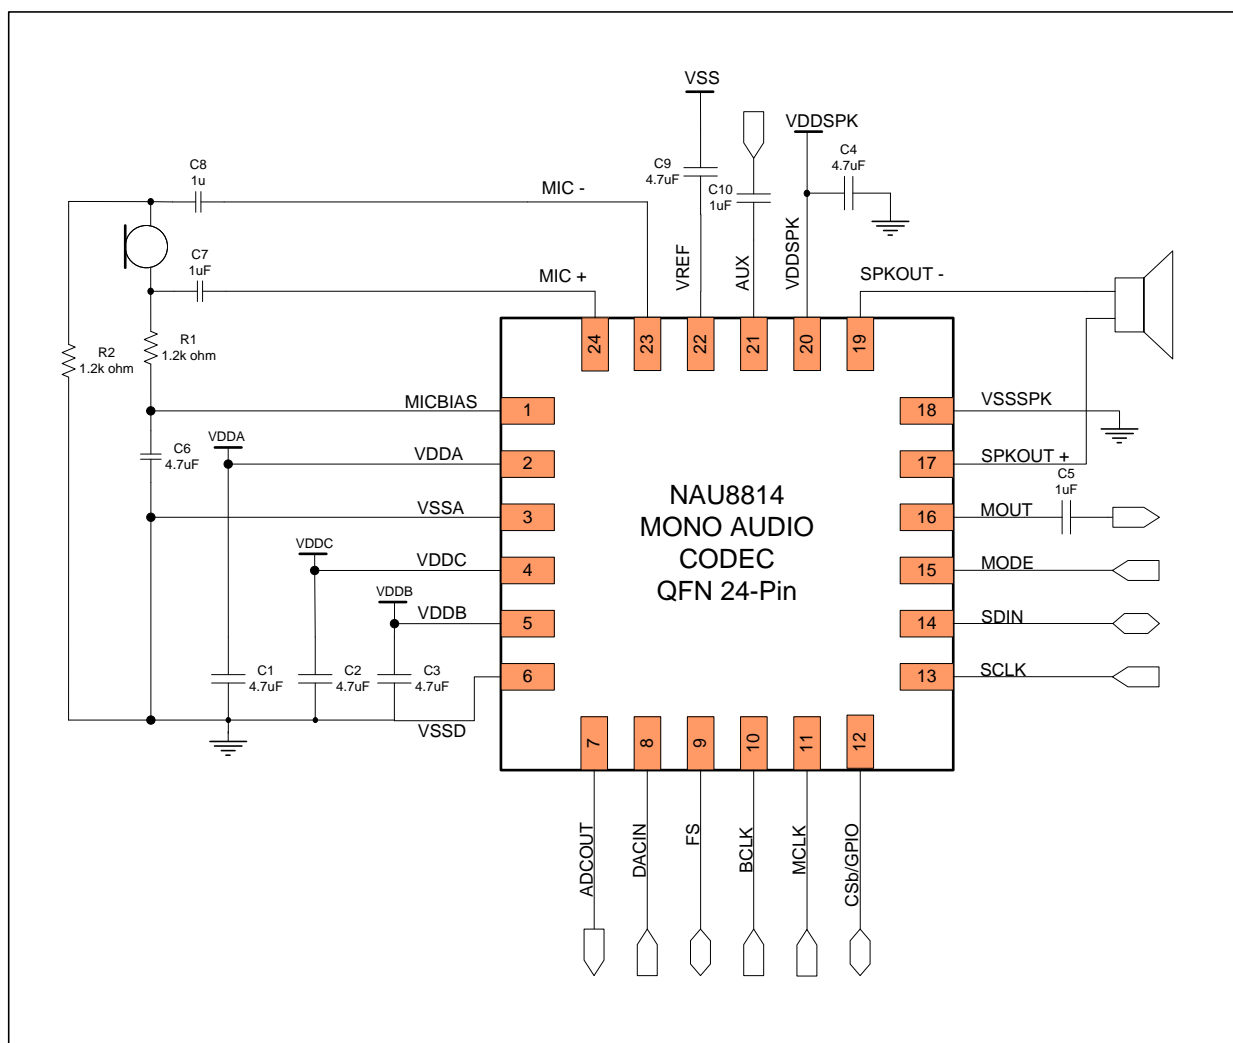 VSS
VDDSPK
C4
4.7uF
C9
4.7uF
C10
1uF
C8
1u
MIC -
C7
1uF
MIC +
VREF
AUX
VDDSPK
SPKOUT -
R1
1.2k ohm
R2
1.2k ohm
24
23
22
21
20
19
MICBIAS
1
18
VSSSPK
VDDA
C6
4.7uF
VDDA
2
17
SPKOUT +
C5
1uF
VSSA
3
16
MOUT
NAU8814
MONO AUDIO
CODEC
QFN 24-Pin
VDDC
VDDC
4
15
MODE
VDDB
VDDB
5
14
SDIN
C1
4.7uF
C2
4.7uF
C3
4.7uF
6
13
SCLK
VSSD
7
8
9
10
11
12
ADCOUT
DACIN
FS
BCLK
MCLK
CSb/GPIO